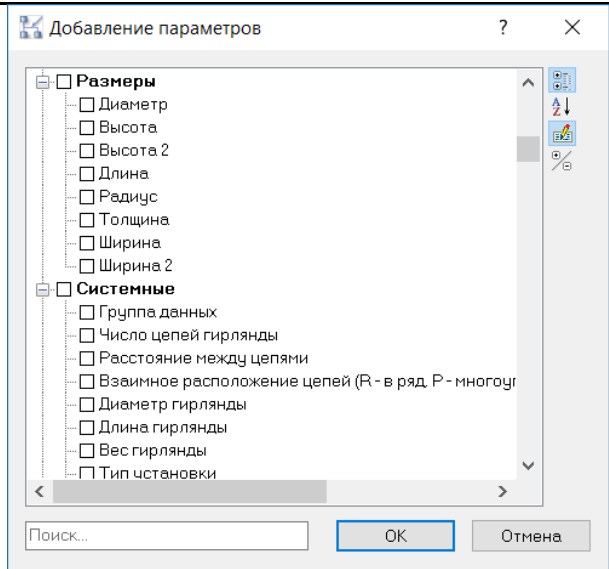 Добавление параметров
Размеры
Диаметр
Высота
Высота 2
Длина
Радиус
Толщина
Ширина
Ширина 2
Системные
Группа данных
Число цепей гирлянды
Расстояние между цепями
Взаимное расположение цепей (R - в ряд, P - многоуг
Диаметр гирлянды
Длина гирлянды
Вес гирлянды
Тип установки
Поиск...
OK
Отмена